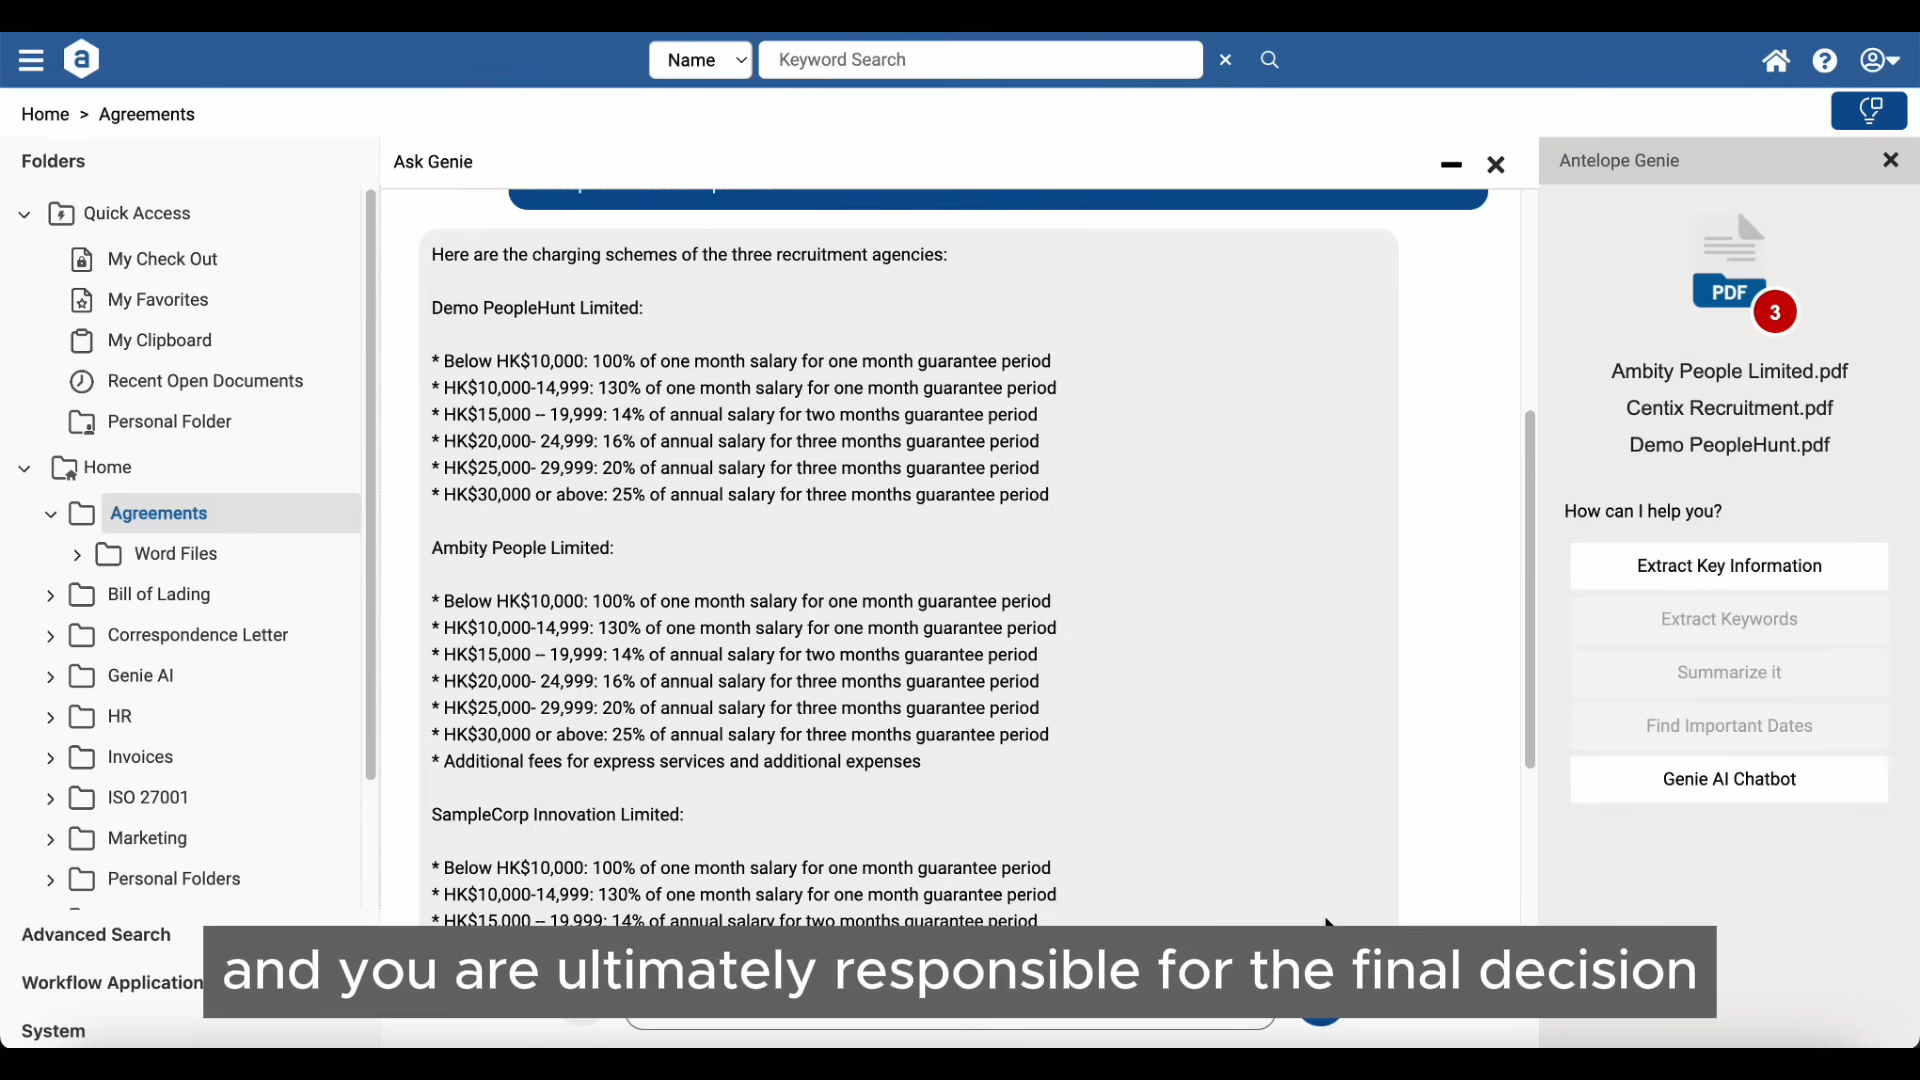 a
Name
Keyword Search
Home > Agreements
Folders
Quick Access
My Check Out
My Favorites
My Clipboard
Recent Open Documents
Personal Folder
Home
Agreements
Word Files
Bill of Lading
Correspondence Letter
Genie AI
HR
Invoices
ISO 27001
Marketing
Personal Folders
Advanced Search
Workflow Application
System
Ask Genie
Here are the charging schemes of the three recruitment agencies:
Demo PeopleHunt Limited:
* Below HK$10,000: 100% of one month salary for one month guarantee period
* HK$10,000-14,999: 130% of one month salary for one month guarantee period
* HK$15,000 – 19,999: 14% of annual salary for two months guarantee period
* HK$20,000- 24,999: 16% of annual salary for three months guarantee period
* HK$25,000- 29,999: 20% of annual salary for three months guarantee period
* HK$30,000 or above: 25% of annual salary for three months guarantee period
Ambity People Limited:
* Below HK$10,000: 100% of one month salary for one month guarantee period
* HK$10,000-14,999: 130% of one month salary for one month guarantee period
* HK$15,000 – 19,999: 14% of annual salary for two months guarantee period
* HK$20,000- 24,999: 16% of annual salary for three months guarantee period
* HK$25,000- 29,999: 20% of annual salary for three months guarantee period
* HK$30,000 or above: 25% of annual salary for three months guarantee period
* Additional fees for express services and additional expenses
SampleCorp Innovation Limited:
* Below HK$10,000: 100% of one month salary for one month guarantee period
* HK$10,000-14,999: 130% of one month salary for one month guarantee period
* HK$15,000 – 19,999: 14% of annual salary for two months guarantee period
Antelope Genie
PDF
3
Ambity People Limited.pdf
Centix Recruitment.pdf
Demo PeopleHunt.pdf
How can I help you?
Extract Key Information
Extract Keywords
Summarize it
Find Important Dates
Genie AI Chatbot
and you are ultimately responsible for the final decision